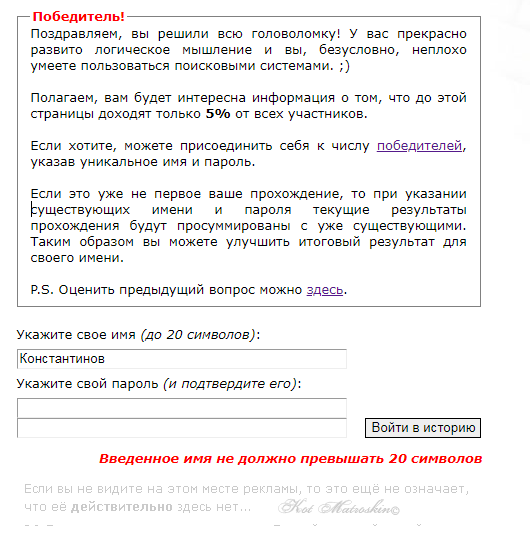 Победитель!
Поздравляем, вы решили всю головоломку! У вас прекрасно
развито логическое мышление и вы, безусловно, неплохо
умеете пользоваться поисковыми системами. ;)
Полагаем, вам будет интересна информация о том, что до этой
страницы доходят только 5% от всех участников.
Если хотите, можете присоединить себя к числу победителей,
указав уникальное имя и пароль.
Если это уже не первое ваше прохождение, то при указании
существующих имени и пароля текущие результаты
прохождения будут просуммированы с уже существующими.
Таким образом вы можете улучшить итоговый результат для
своего имени.
P.S. Оценить предыдущий вопрос можно здесь.
Укажите свое имя (до 20 символов):
Константинов
Укажите свой пароль (и подтвердите его):
Войти в историю
Введенное имя не должно превышать 20 символов
Если вы не видите на этом месте рекламы, то это ещё не означает,
что её действительно здесь нет...
Kot Matroskin©